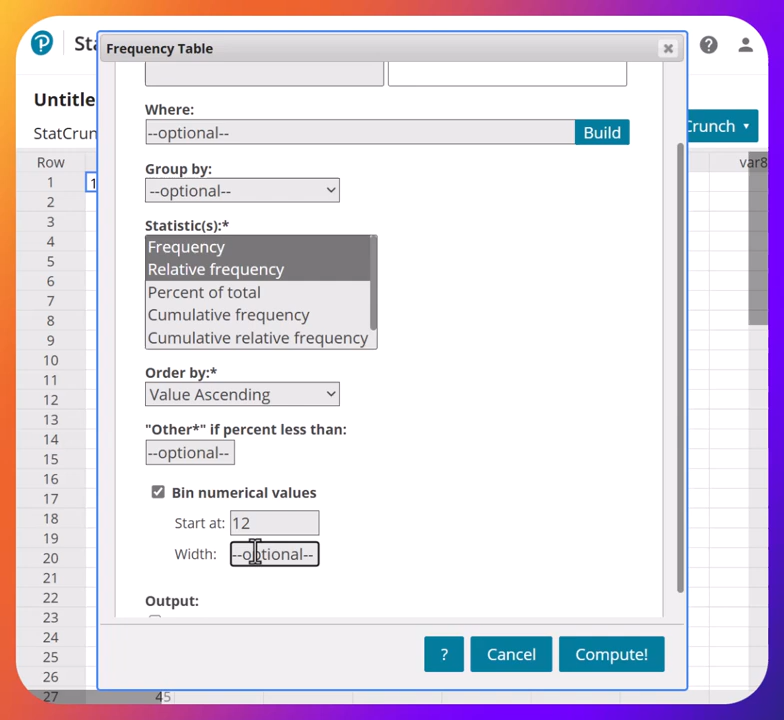 Sta
Frequency Table
Untitle
StatCrun
Where:
--optional--
Build
Crunch
Group by:
--optional--
Statistic(s):*
Frequency
Relative frequency
Percent of total
Cumulative frequency
Cumulative relative frequency
Order by:*
Value Ascending
"Other*" if percent less than:
--optional--
Bin numerical values
Start at: 12
Width: --optional--
Output:
? Cancel Compute!
Row var8
1 1
2
3
4
5
6
7
8
9
10
11
12
13
14
15
16
17
18
19
20
21
22
23
24
25
26
27 45